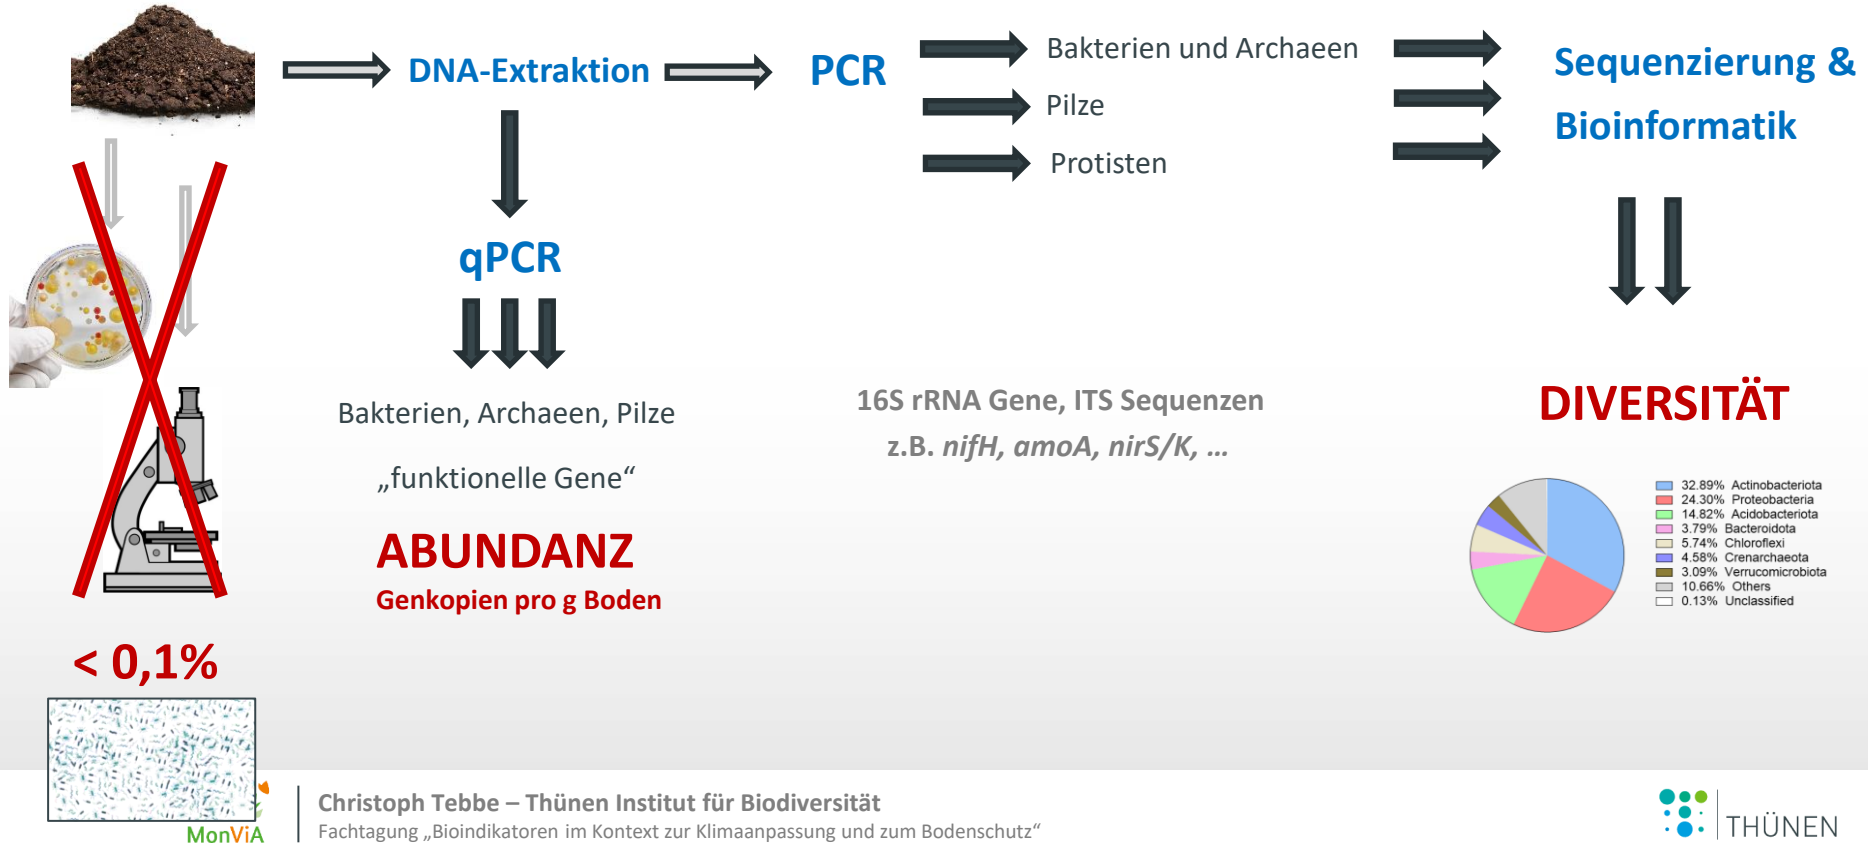 DNA-Extraktion
PCR
Bakterien und Archaeen
Pilze
Protisten
Sequenzierung &
Bioinformatik
qPCR
Bakterien, Archaeen, Pilze
„funktionelle Gene“
ABUNDANZ
Genkopien pro g Boden
16S rRNA Gene, ITS Sequenzen
z.B. nifH, amoA, nirS/K, ...
DIVERSITÄT
32.89% Actinobacteriota
24.30% Proteobacteria
14.82% Acidobacteriota
3.79% Bacteroidota
5.74% Chloroflexi
4.58% Crenarchaeota
3.09% Verrucomicrobiota
10.66% Others
0.13% Unclassified
< 0,1%
MonViA
Christoph Tebbe – Thünen Institut für Biodiversität
Fachtagung „Bioindikatoren im Kontext zur Klimaanpassung und zum Bodenschutz“
THÜNEN